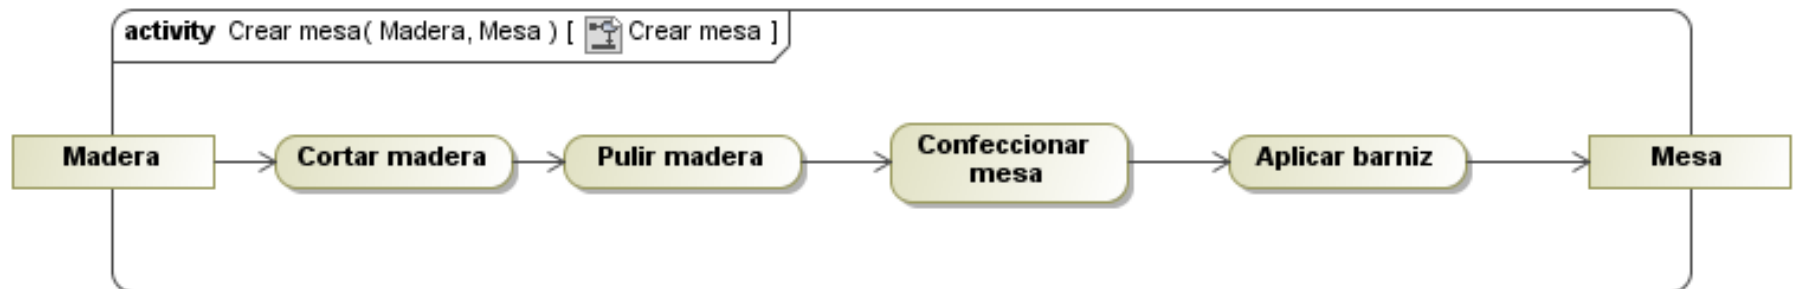 activity Crear mesa( Madera, Mesa ) [ Crear mesa ]
Madera
Cortar madera
Pulir madera
Confeccionar
mesa
Aplicar barniz
Mesa